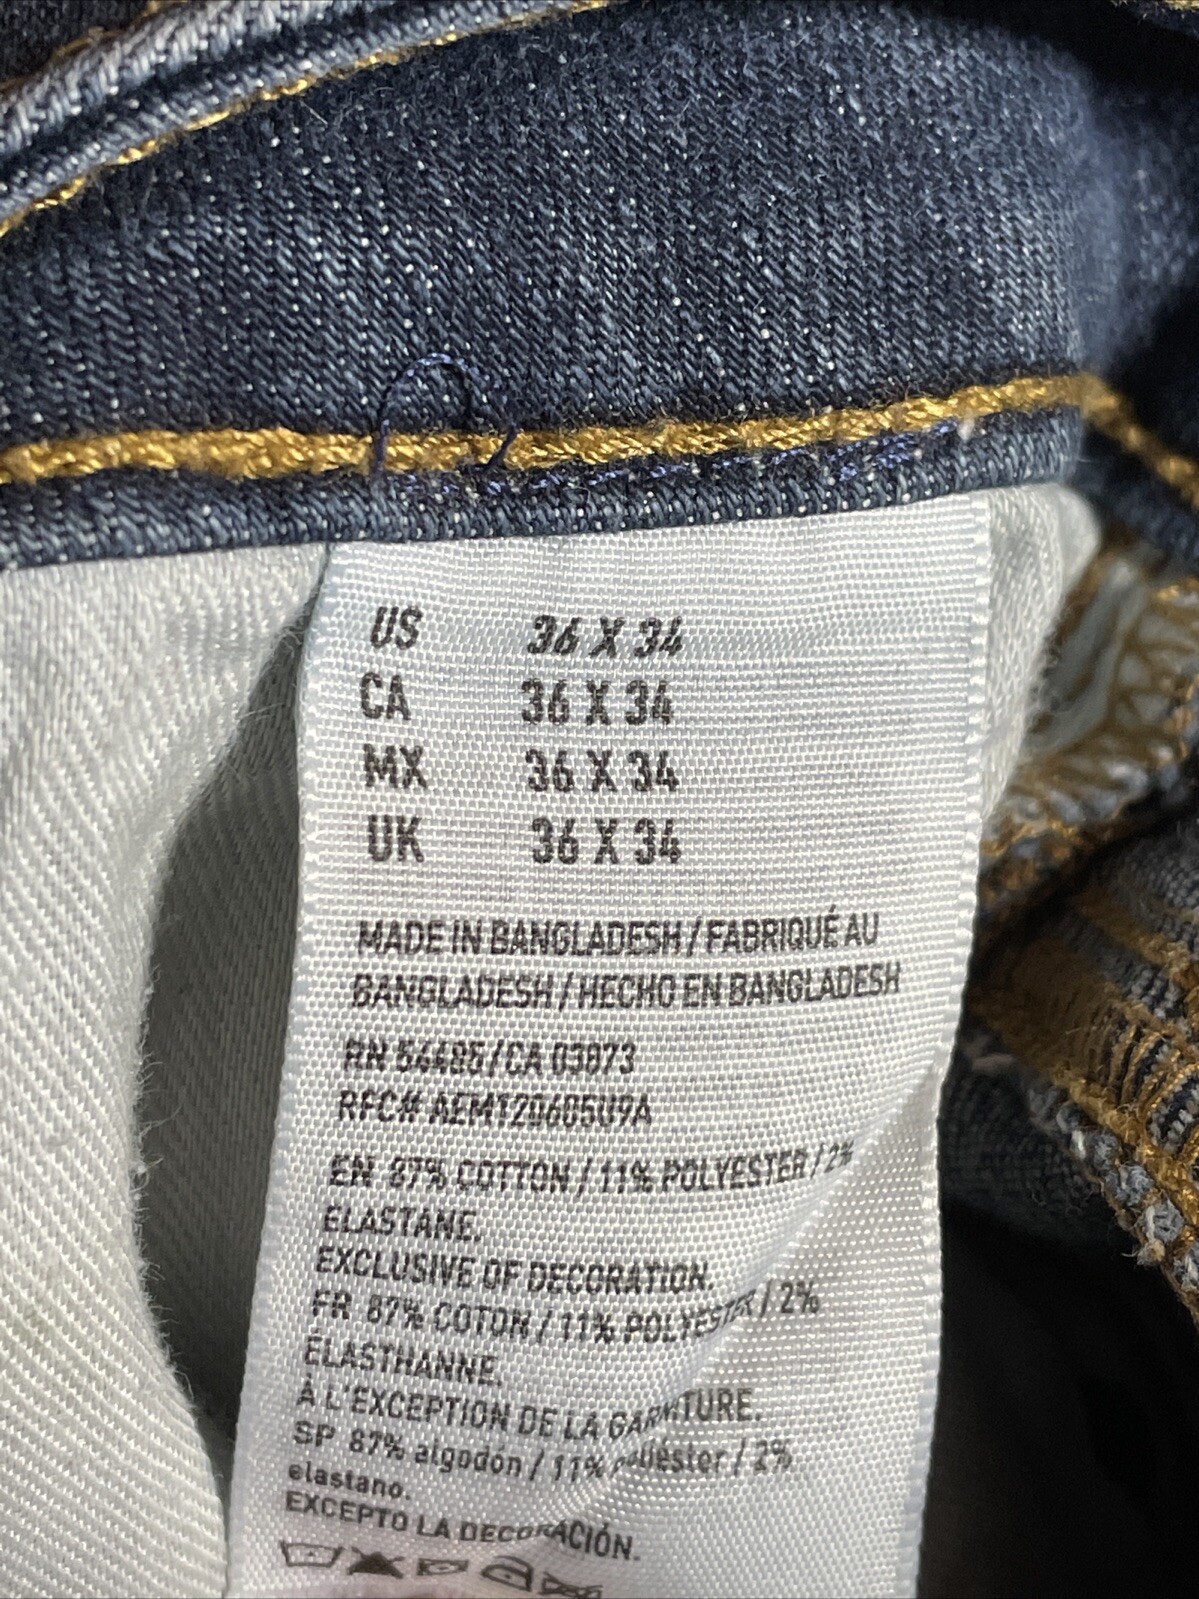 US 36 X 34
CA 36 X 34
MX 36 X 34
UK 36 X 34
MADE IN BANGLADESH / FABRIQUÉ AU
BANGLADESH / HECHO EN BANGLADESH
RN 54485 / CA 03873
RFC# AEM120605U9A
EN 87% COTTON / 11% POLYESTER / 2%
ELASTANE.
EXCLUSIVE OF DECORATION.
FR 87% COTON / 11% POLYESTER / 2%
ÉLASTHANNE.
À L'EXCEPTION DE LA GARNITURE.
SP 87% algodón / 11% poliéster / 2%
elastano.
EXCEPTO LA DECORACIÓN.